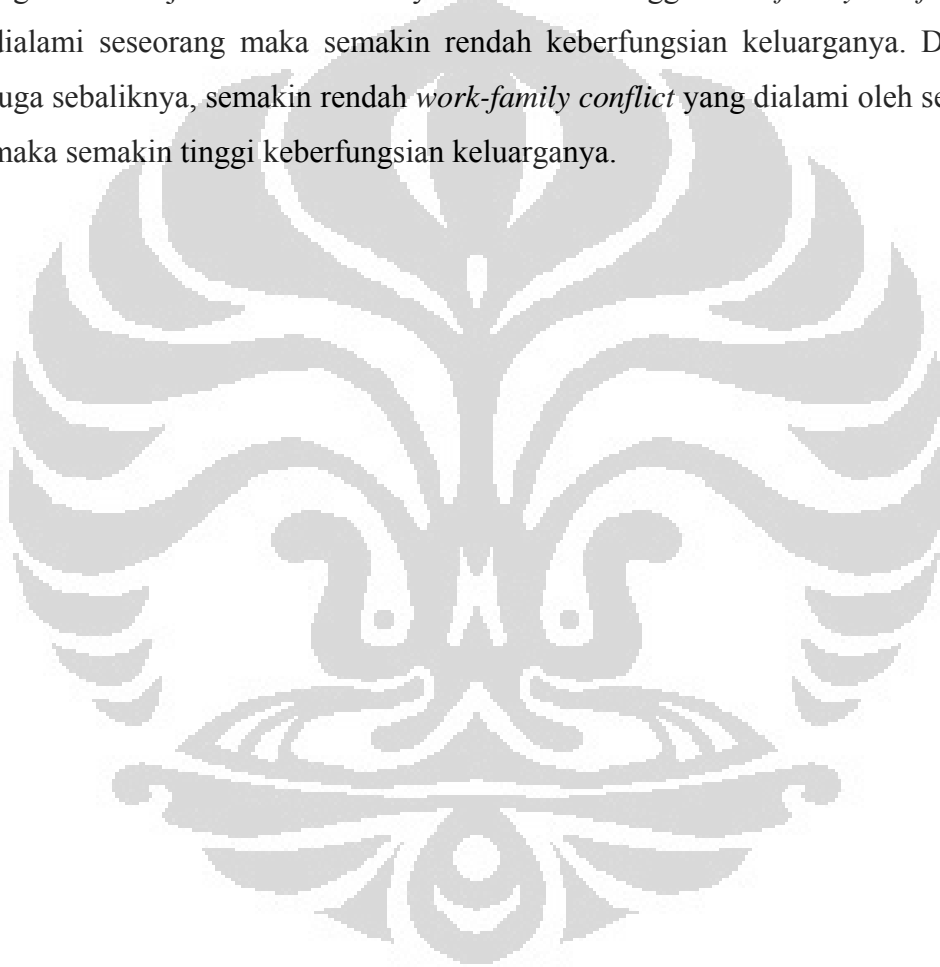 dialami seseorang maka semakin rendah keberfungsian keluarganya. D
uga sebaliknya, semakin rendah work-family conflict yang dialami oleh se
maka semakin tinggi keberfungsian keluarganya.